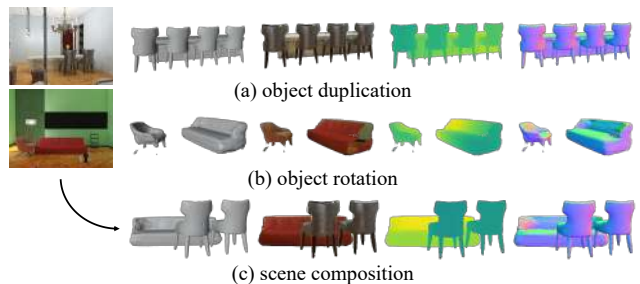 (a) object duplication
(b) object rotation
(c) scene composition